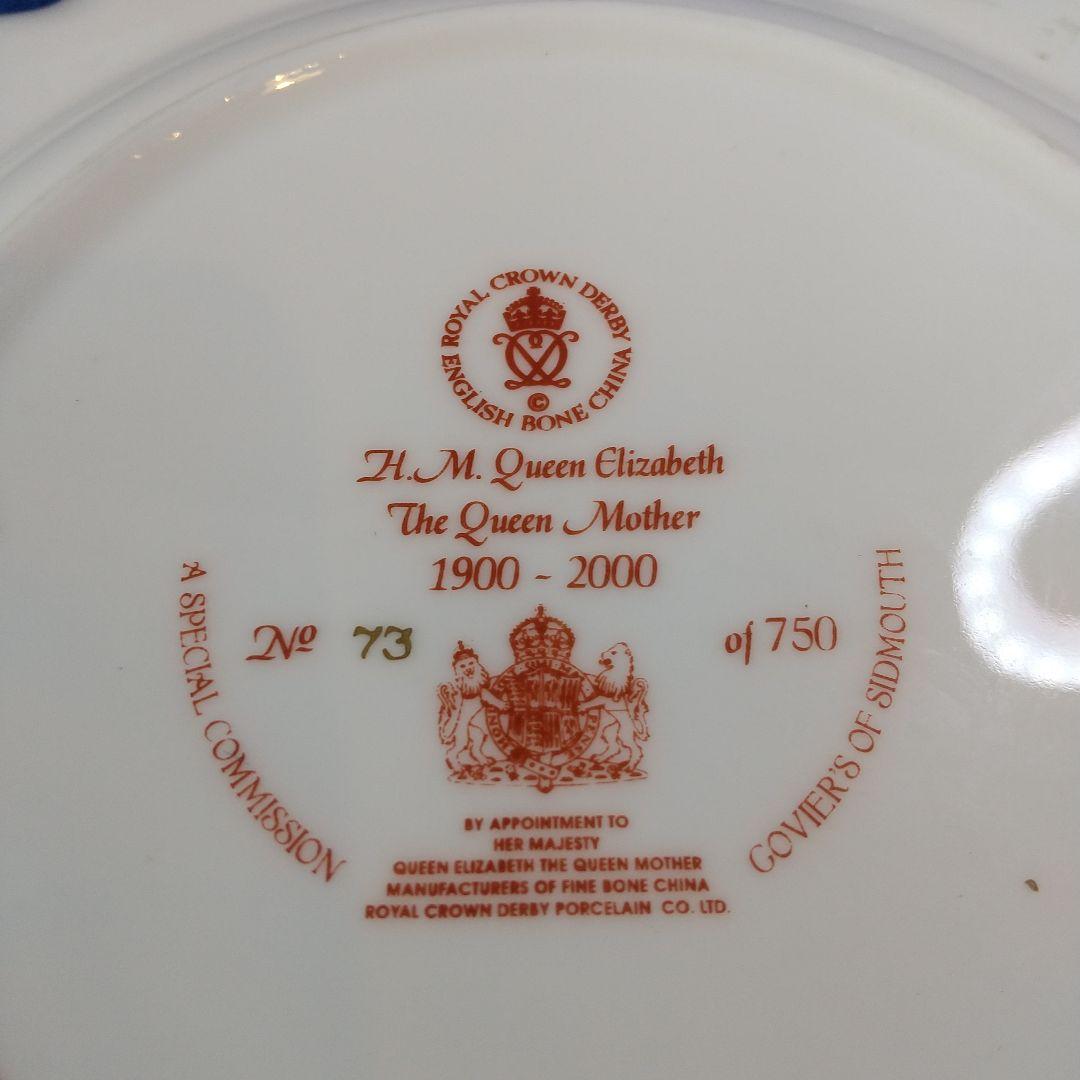 ROYAL CROWN DERBY
ENGLISH BONE CHINA
©
H.M. Queen Elizabeth
The Queen Mother
1900 - 2000
Nº 73 of 750
A SPECIAL COMMISSION
GOVIER'S OF SIDMOUTH
BY APPOINTMENT TO
HER MAJESTY
QUEEN ELIZABETH THE QUEEN MOTHER
MANUFACTURERS OF FINE BONE CHINA
ROYAL CROWN DERBY PORCELAIN CO. LTD.